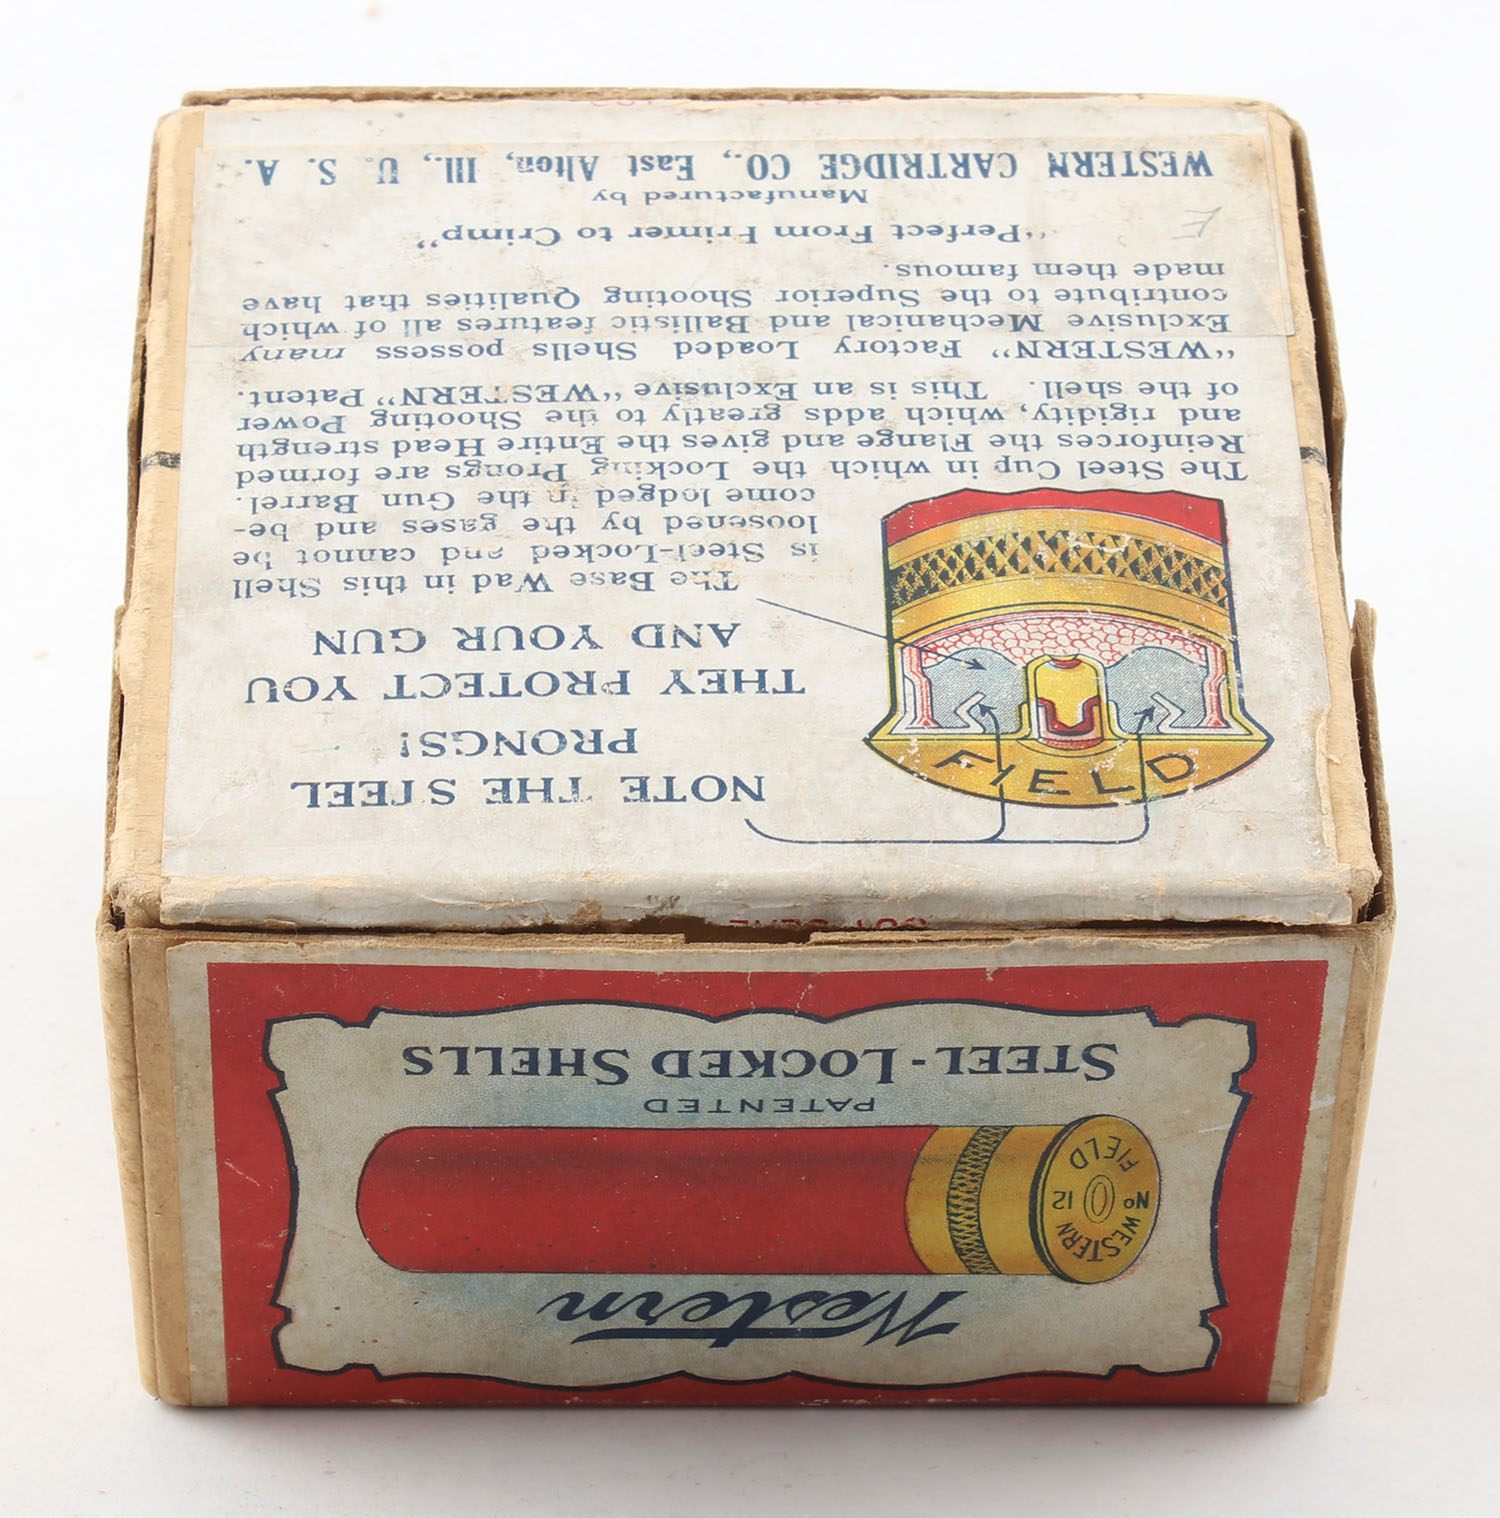 NOTE THE STEEL
PRONGS!
THEY PROTECT YOU
AND YOUR GUN
The Base Wad in this Shell
is Steel-Locked and cannot be
loosened by the gases and be-
come lodged in the Gun Barrel.
The Steel Cup in which the Locking Prongs are formed
Reinforces the Flange and gives the Entire Head strength
and rigidity, which adds greatly to the Shooting Power
of the shell. This is an Exclusive "WESTERN" Patent.
"WESTERN" Factory Loaded Shells possess many
Exclusive Mechanical and Ballistic features all of which
contribute to the Superior Shooting Qualities that have
made them famous.
"Perfect From Primer to Crimp"
Manufactured by
WESTERN CARTRIDGE CO., East Alton, Ill., U. S. A.
FIELD
E
Western
WESTERN
No 12
FIELD
PATENTED
STEEL-LOCKED SHELLS